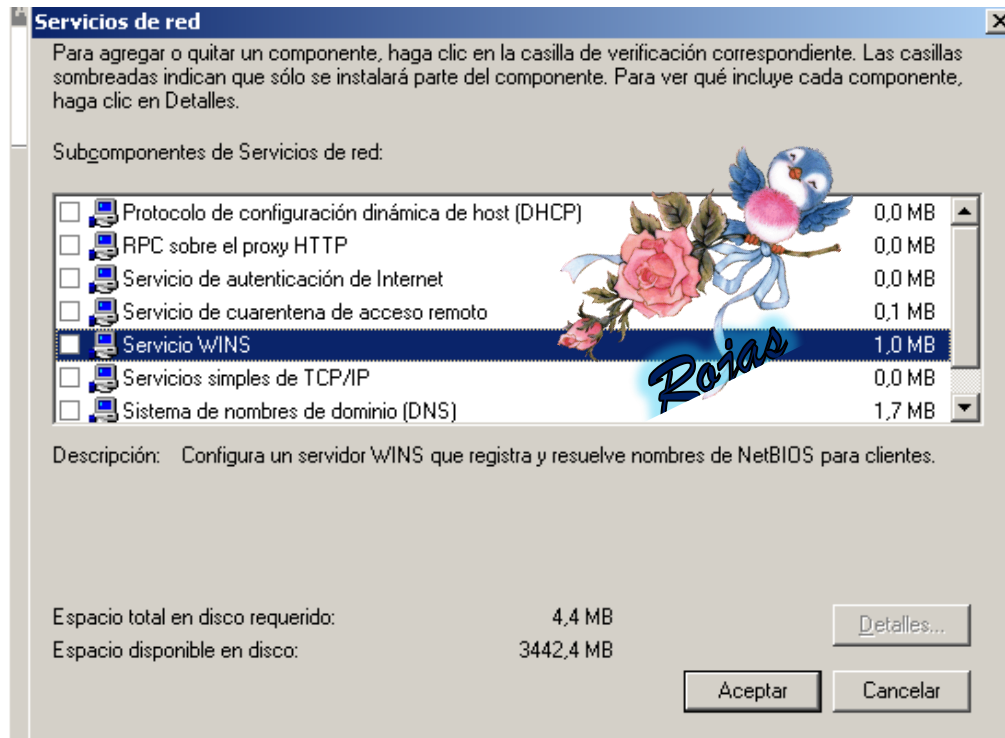 Servicios de red
Para agregar o quitar un componente, haga clic en la casilla de verificación correspondiente. Las casillas
sombreadas indican que sólo se instalará parte del componente. Para ver qué incluye cada componente,
haga clic en Detalles.
Subcomponentes de Servicios de red:
Protocolo de configuración dinámica de host (DHCP) 0,0 MB
RPC sobre el proxy HTTP 0,0 MB
Servicio de autenticación de Internet 0,0 MB
Servicio de cuarentena de acceso remoto 0,1 MB
Servicio WINS 1,0 MB
Rojas
Servicios simples de TCP/IP 0,0 MB
Sistema de nombres de dominio (DNS) 1,7 MB
Descripción: Configura un servidor WINS que registra y resuelve nombres de NetBIOS para clientes.
Espacio total en disco requerido: 4,4 MB
Detalles...
Espacio disponible en disco: 3442,4 MB
Aceptar Cancelar